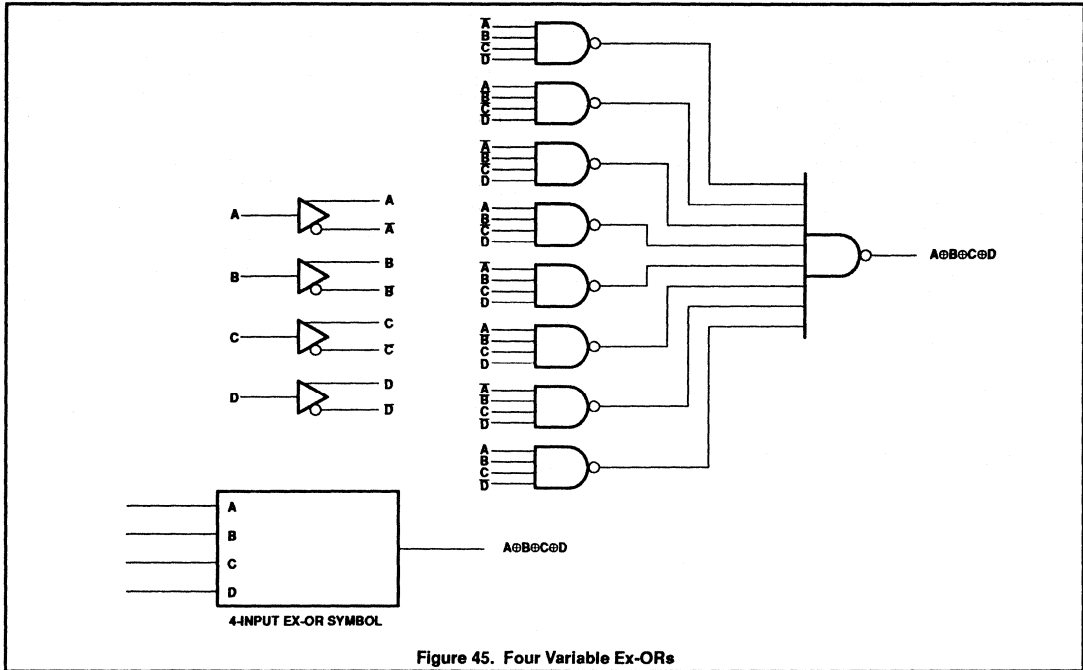 A̅
B
C̅
D̅
A
B̅
C̅
D̅
A̅
B̅
C̅
D
A
B
C̅
D
A̅
B
C
D
A
B̅
C
D
A̅
B̅
C
D̅
A
B
C
D̅
A⊕B⊕C⊕D
A
A
A̅
B
B
B̅
C
C
C̅
D
D
D̅
A
B
C
D
A⊕B⊕C⊕D
4-INPUT EX-OR SYMBOL
Figure 45. Four Variable Ex-ORs